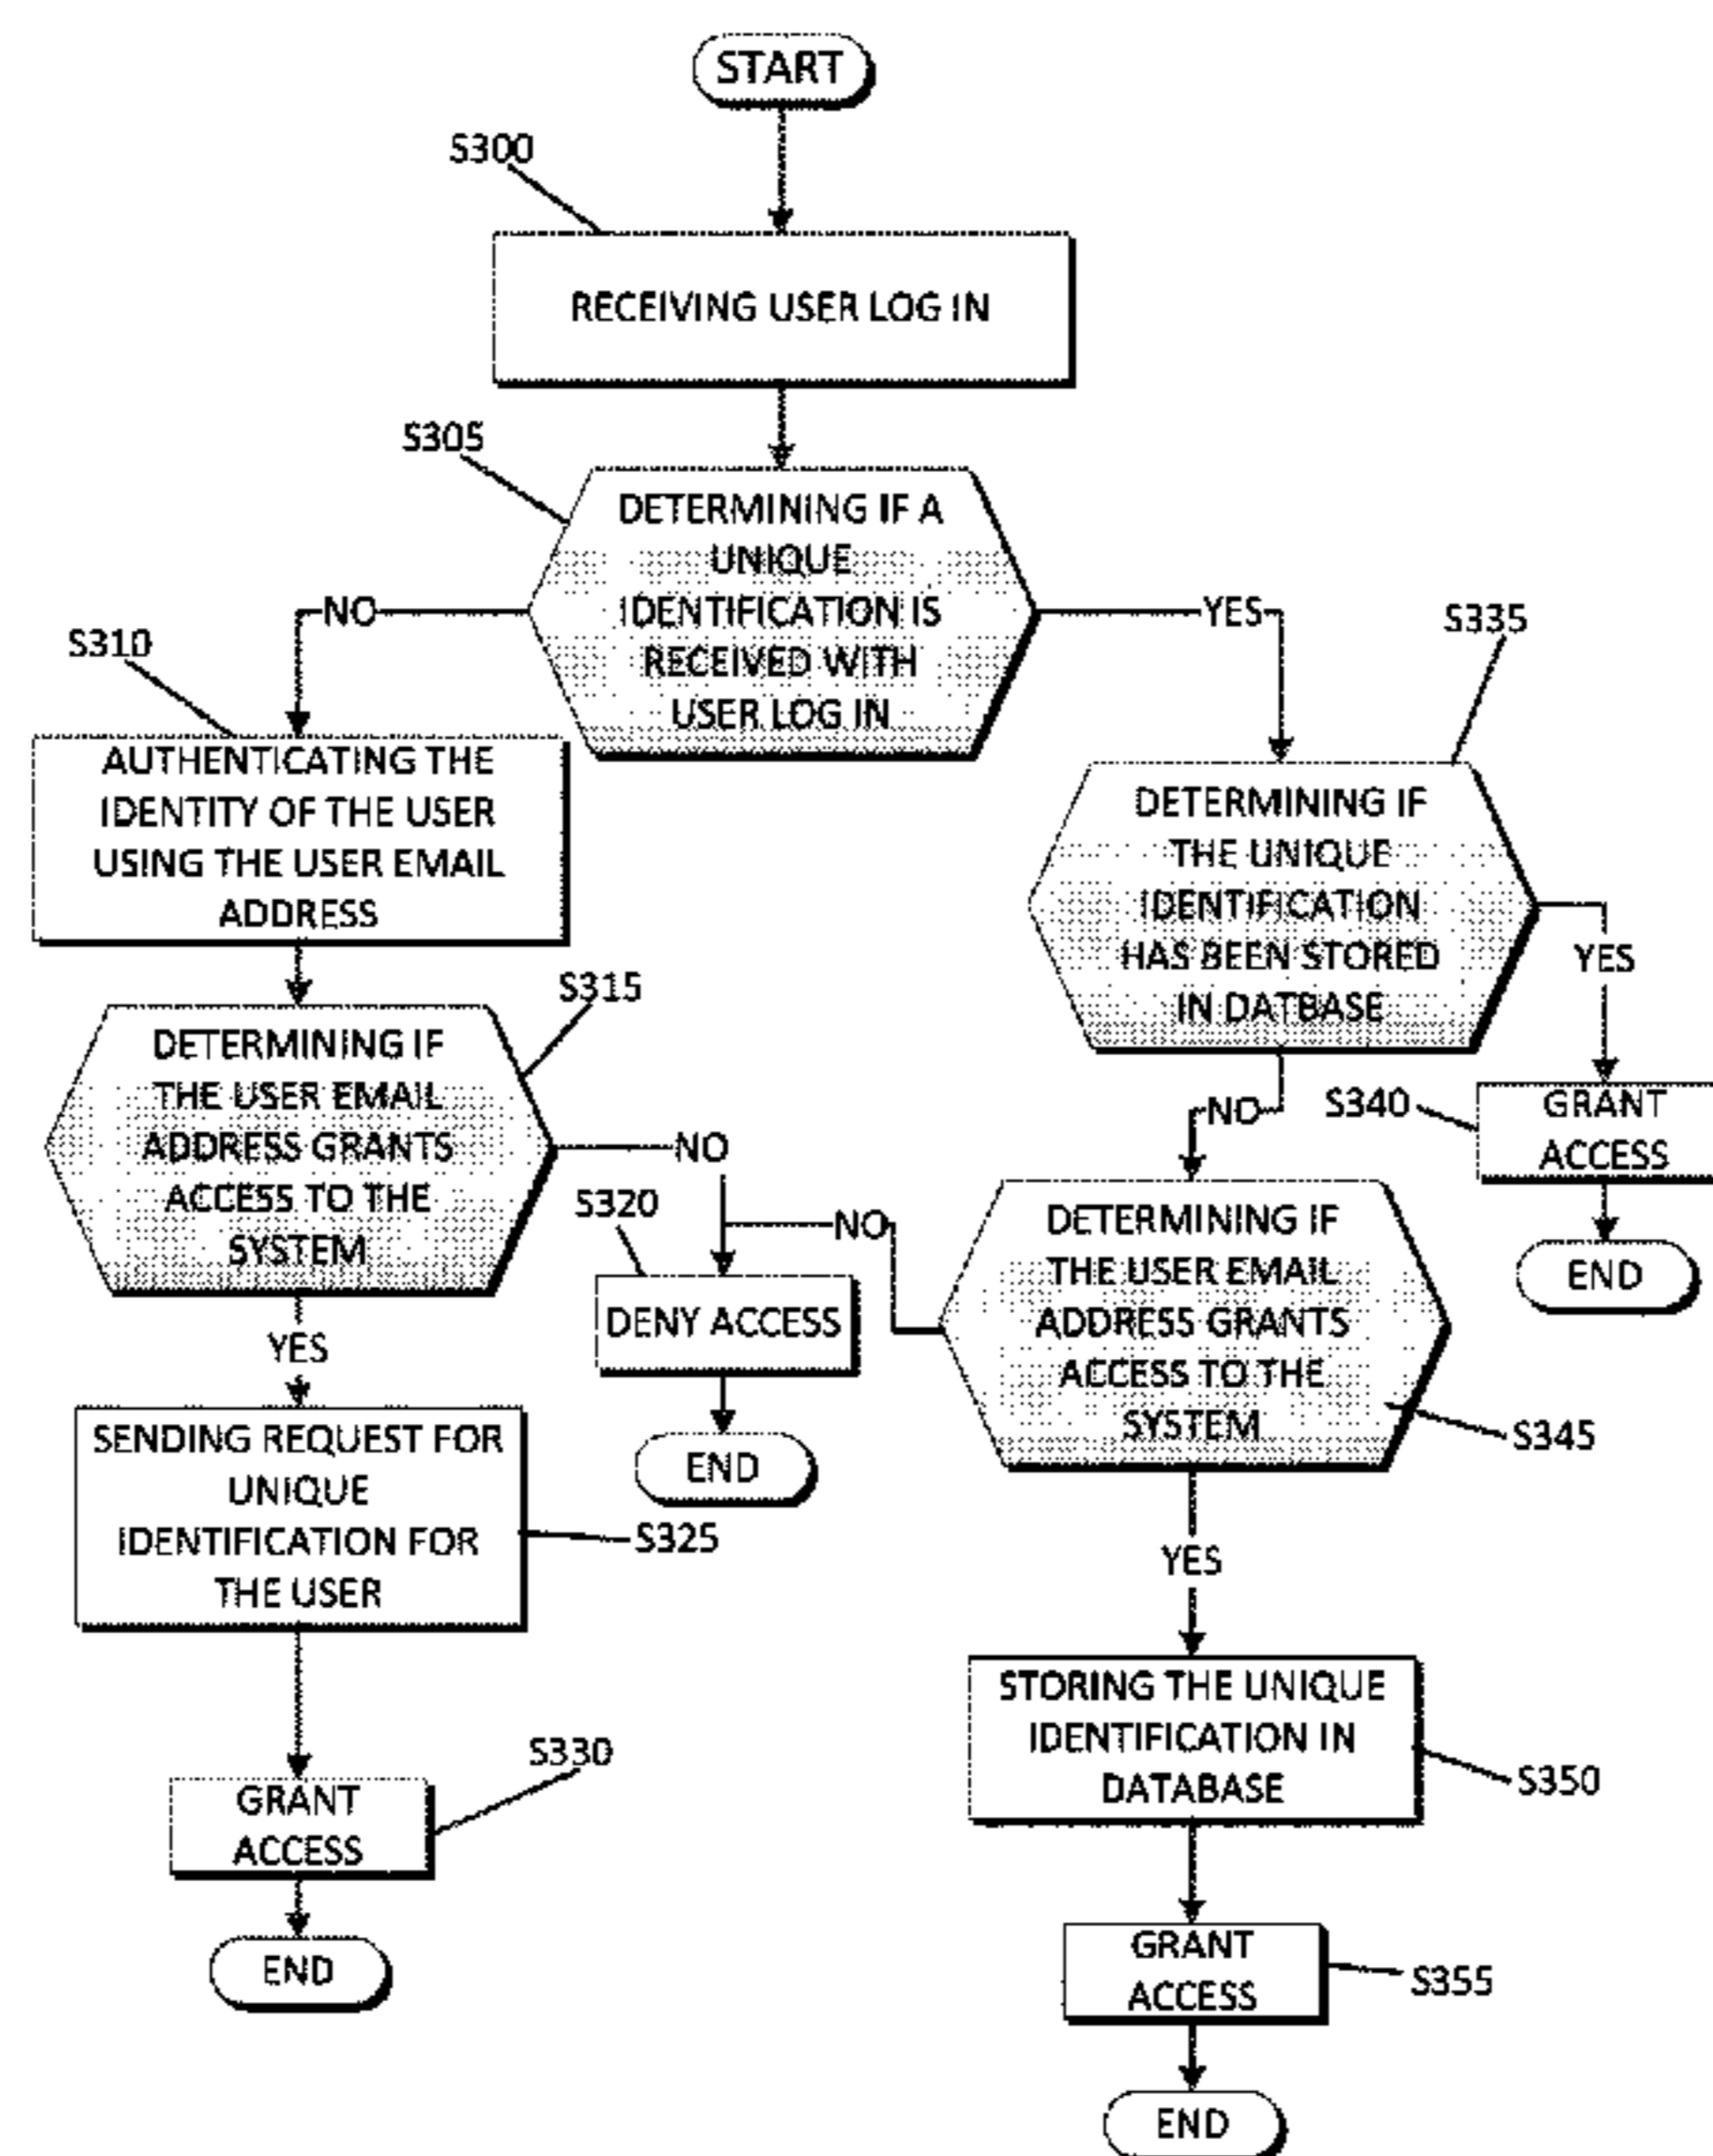 START
S300
RECEIVING USER LOG IN
S305
DETERMINING IF A
UNIQUE
IDENTIFICATION IS
RECEIVED WITH
USER LOG IN
NO
YES
S310
S335
AUTHENTICATING THE
IDENTITY OF THE USER
USING THE USER EMAIL
ADDRESS
DETERMINING IF
THE UNIQUE
IDENTIFICATION
HAS BEEN STORED
IN DATBASE
YES
S315
DETERMINING IF
THE USER EMAIL
ADDRESS GRANTS
ACCESS TO THE
SYSTEM
NO
NO
S340
GRANT
ACCESS
END
S320
NO
DENY ACCESS
END
DETERMINING IF
THE USER EMAIL
ADDRESS GRANTS
ACCESS TO THE
SYSTEM
S345
YES
SENDING REQUEST FOR
UNIQUE
IDENTIFICATION FOR
THE USER
S325
YES
STORING THE UNIQUE
IDENTIFICATION IN
DATABASE
S350
S330
GRANT
ACCESS
END
GRANT
ACCESS
S355
END